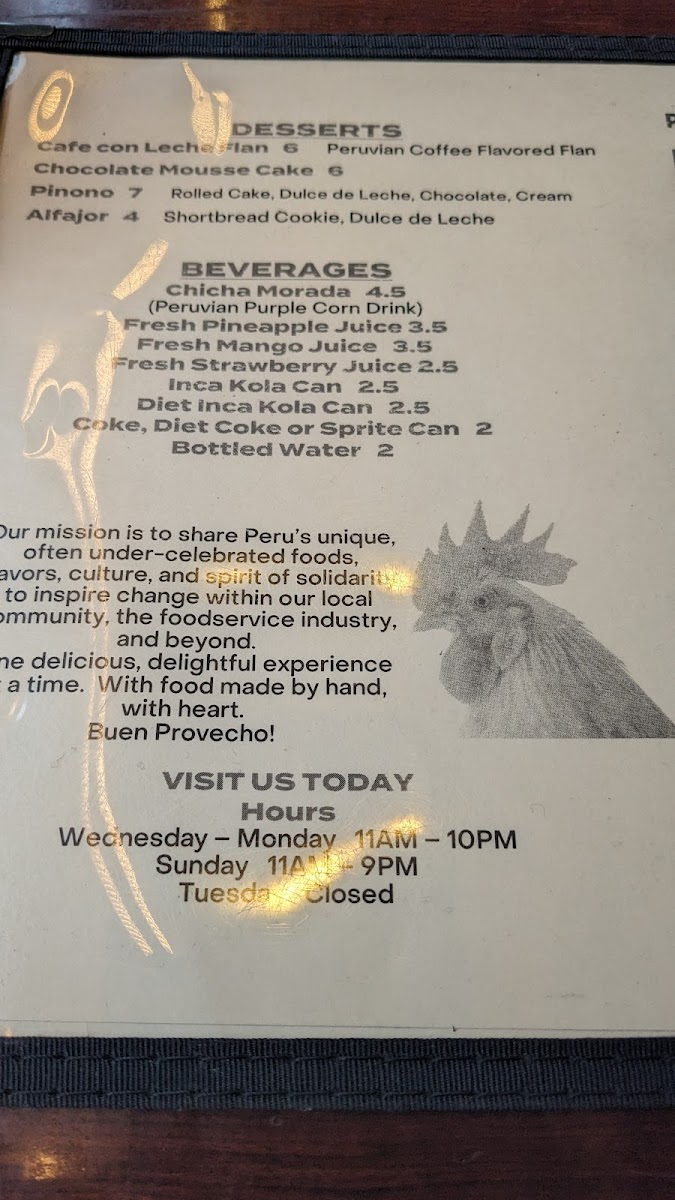 DESSERTS
Cafe con Leche Flan 6 Peruvian Coffee Flavored Flan
Chocolate Mousse Cake 6
Pinono 7 Rolled Cake, Dulce de Leche, Chocolate, Cream
Alfajor 4 Shortbread Cookie, Dulce de Leche
BEVERAGES
Chicha Morada 4.5
(Peruvian Purple Corn Drink)
Fresh Pineapple Juice 3.5
Fresh Mango Juice 3.5
Fresh Strawberry Juice 2.5
Inca Kola Can 2.5
Diet Inca Kola Can 2.5
Coke, Diet Coke or Sprite Can 2
Bottled Water 2
Our mission is to share Peru's unique,
often under-celebrated foods,
avors, culture, and spirit of solidarity
to inspire change within our local
ommunity, the foodservice industry,
and beyond.
ne delicious, delightful experience
a time. With food made by hand,
with heart.
Buen Provecho!
VISIT US TODAY
Hours
Wednesday – Monday 11AM – 10PM
Sunday 11AM – 9PM
Tuesday Closed